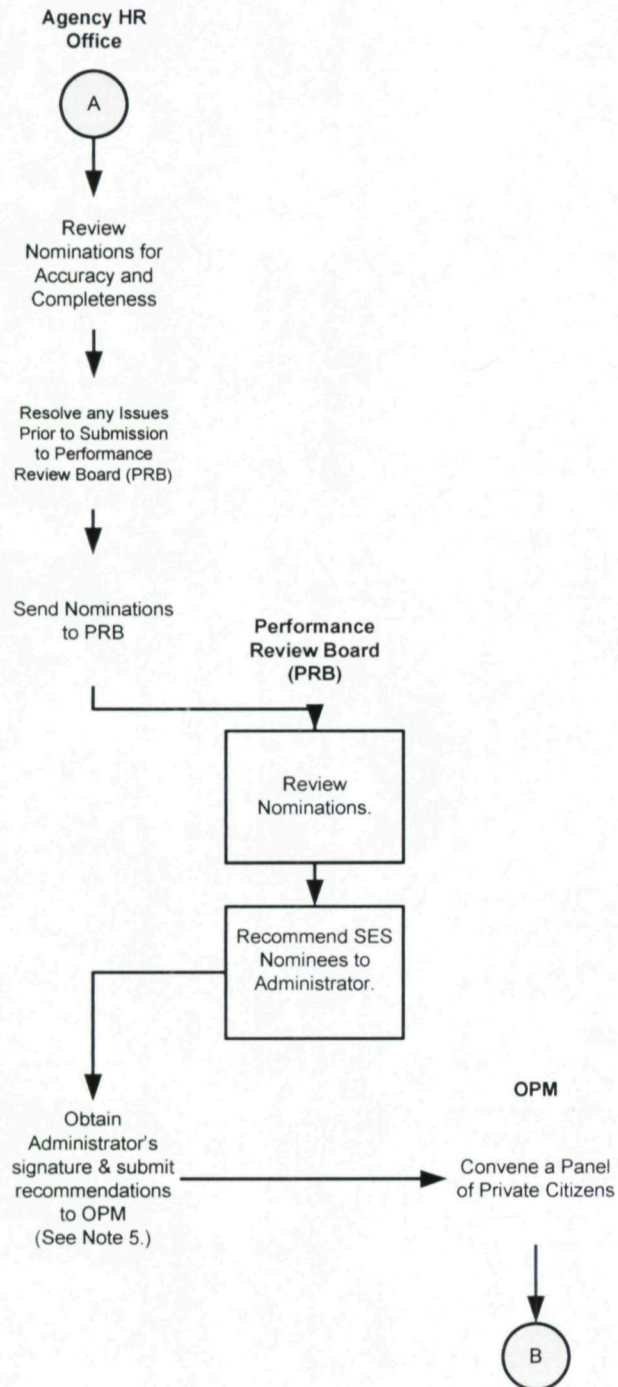 Agency HR
Office
A
Review
Nominations for
Accuracy and
Completeness
Resolve any Issues
Prior to Submission
to Performance
Review Board (PRB)
Send Nominations
to PRB
Performance
Review Board
(PRB)
Review
Nominations.
Recommend SES
Nominees to
Administrator.
Obtain
Administrator's
signature & submit
recommendations
to OPM
(See Note 5.)
OPM
Convene a Panel
of Private Citizens
B